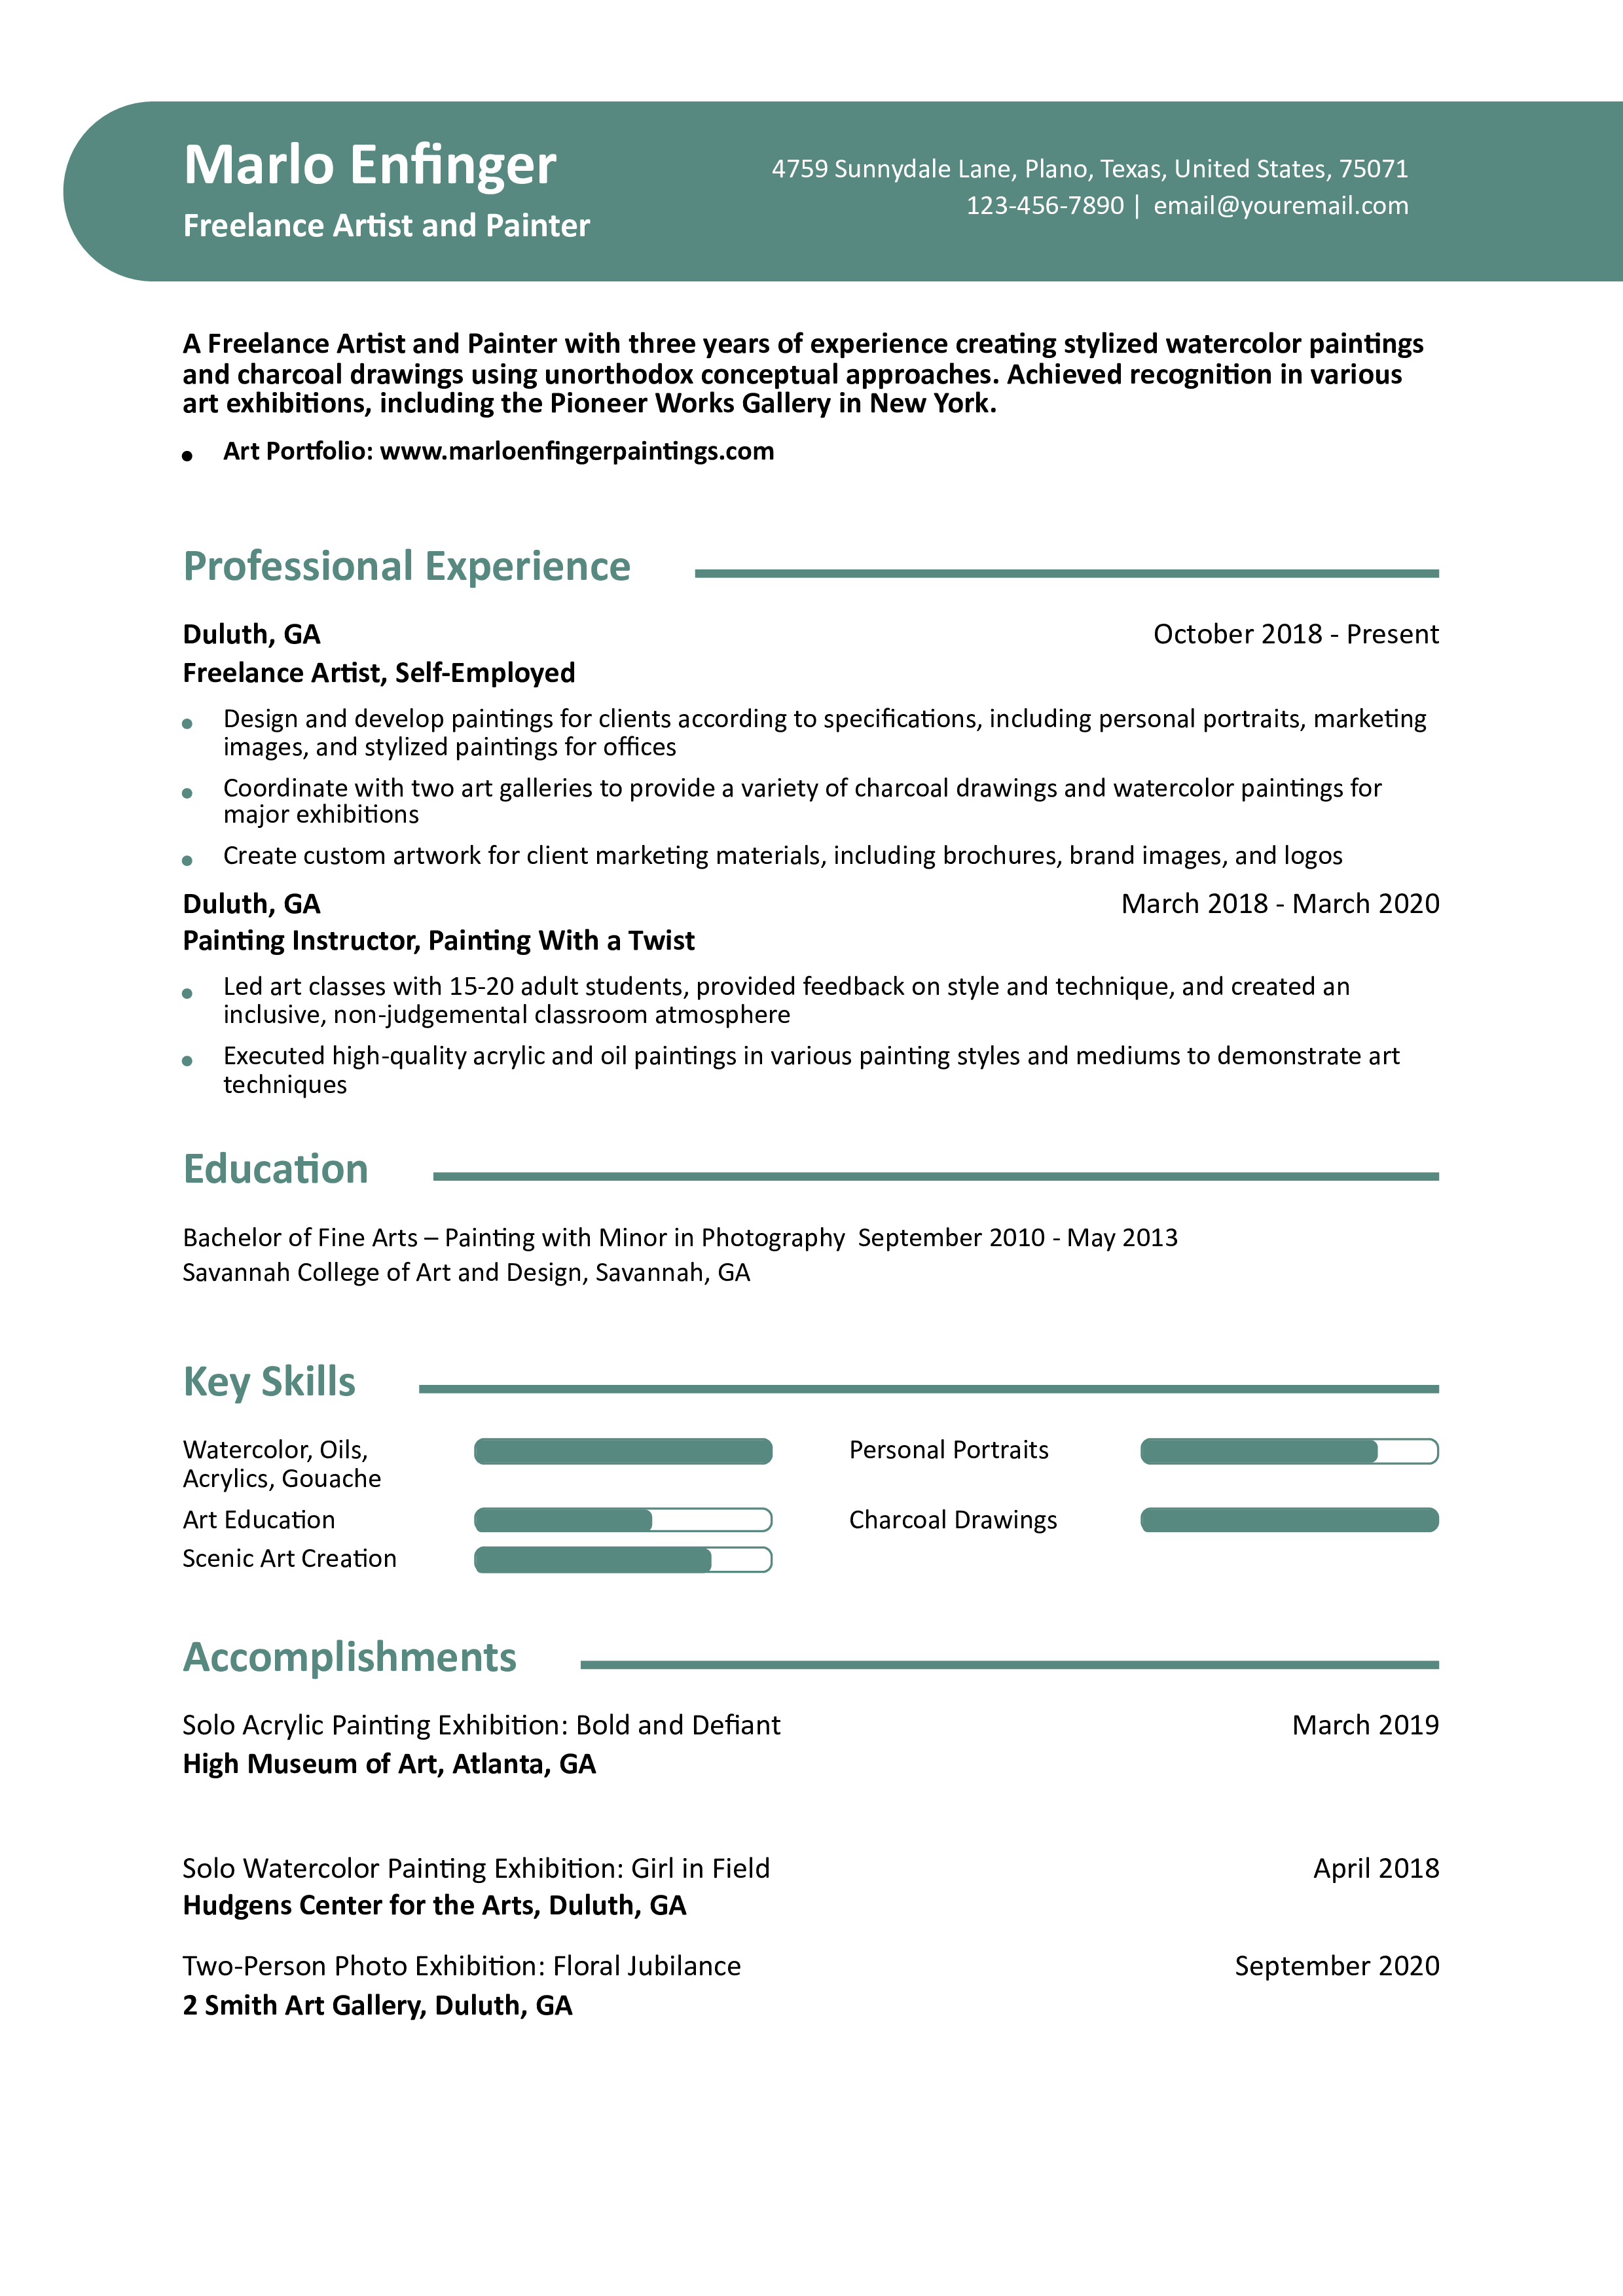 Marlo Enfinger
Freelance Artist and Painter
4759 Sunnydale Lane, Plano, Texas, United States, 75071
123-456-7890 | email@youremail.com
A Freelance Artist and Painter with three years of experience creating stylized watercolor paintings
and charcoal drawings using unorthodox conceptual approaches. Achieved recognition in various
art exhibitions, including the Pioneer Works Gallery in New York.
• Art Portfolio: www.marloenfingerpaintings.com
Professional Experience
Duluth, GA October 2018 - Present
Freelance Artist, Self-Employed
• Design and develop paintings for clients according to specifications, including personal portraits, marketing
images, and stylized paintings for offices
• Coordinate with two art galleries to provide a variety of charcoal drawings and watercolor paintings for
major exhibitions
• Create custom artwork for client marketing materials, including brochures, brand images, and logos
Duluth, GA March 2018 - March 2020
Painting Instructor, Painting With a Twist
• Led art classes with 15-20 adult students, provided feedback on style and technique, and created an
inclusive, non-judgemental classroom atmosphere
• Executed high-quality acrylic and oil paintings in various painting styles and mediums to demonstrate art
techniques
Education
Bachelor of Fine Arts – Painting with Minor in Photography September 2010 - May 2013
Savannah College of Art and Design, Savannah, GA
Key Skills
Watercolor, Oils,
Acrylics, Gouache
Personal Portraits
Art Education
Charcoal Drawings
Scenic Art Creation
Accomplishments
Solo Acrylic Painting Exhibition: Bold and Defiant March 2019
High Museum of Art, Atlanta, GA
Solo Watercolor Painting Exhibition: Girl in Field April 2018
Hudgens Center for the Arts, Duluth, GA
Two-Person Photo Exhibition: Floral Jubilance September 2020
2 Smith Art Gallery, Duluth, GA